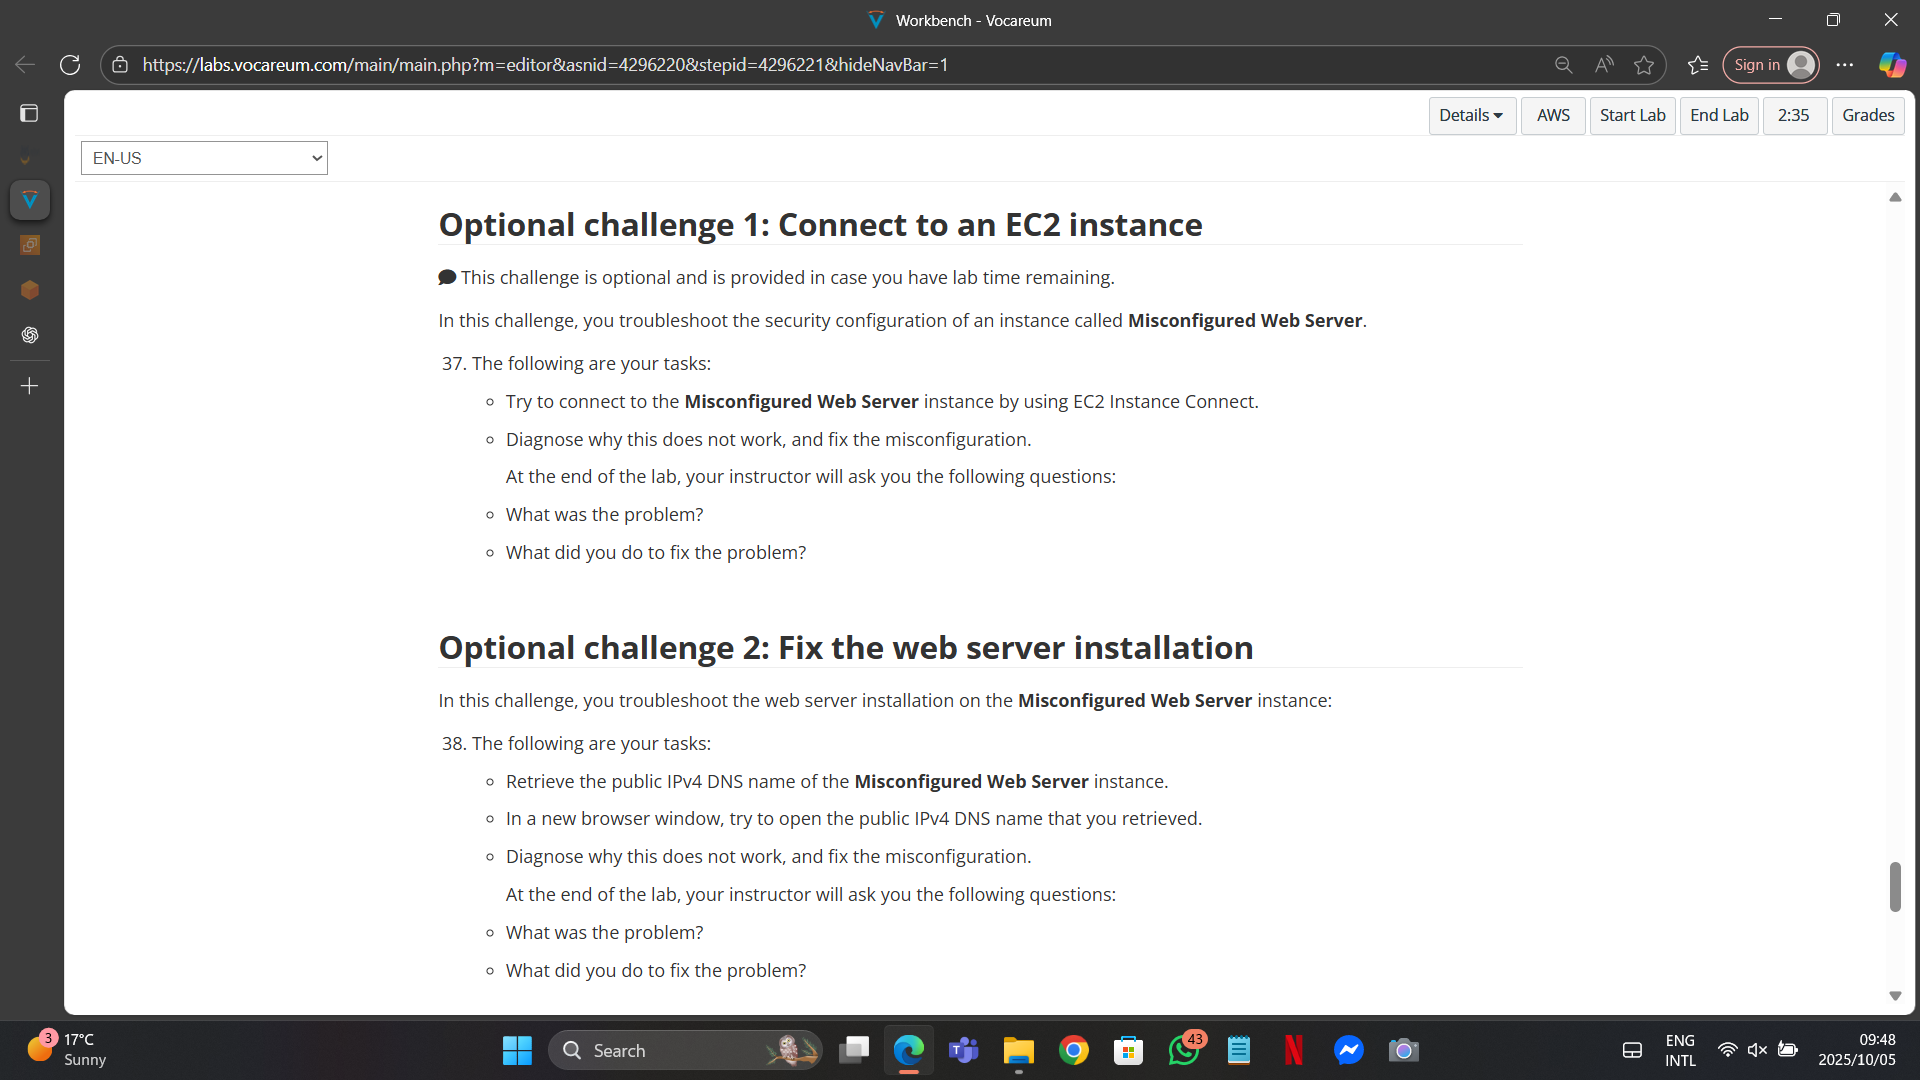 Workbench - Vocareum
https://labs.vocareum.com/main/main.php?m=editor&asnid=4296220&stepid=4296221&hideNavBar=1
Sign in
Details
AWS
Start Lab
End Lab
2:35
Grades
EN-US
Optional challenge 1: Connect to an EC2 instance
This challenge is optional and is provided in case you have lab time remaining.
In this challenge, you troubleshoot the security configuration of an instance called Misconfigured Web Server.
37. The following are your tasks:
Try to connect to the Misconfigured Web Server instance by using EC2 Instance Connect.
Diagnose why this does not work, and fix the misconfiguration.
At the end of the lab, your instructor will ask you the following questions:
What was the problem?
What did you do to fix the problem?
Optional challenge 2: Fix the web server installation
In this challenge, you troubleshoot the web server installation on the Misconfigured Web Server instance:
38. The following are your tasks:
Retrieve the public IPv4 DNS name of the Misconfigured Web Server instance.
In a new browser window, try to open the public IPv4 DNS name that you retrieved.
Diagnose why this does not work, and fix the misconfiguration.
At the end of the lab, your instructor will ask you the following questions:
What was the problem?
What did you do to fix the problem?
3
17°C
Sunny
Search
43
ENG
INTL
09:48
2025/10/05